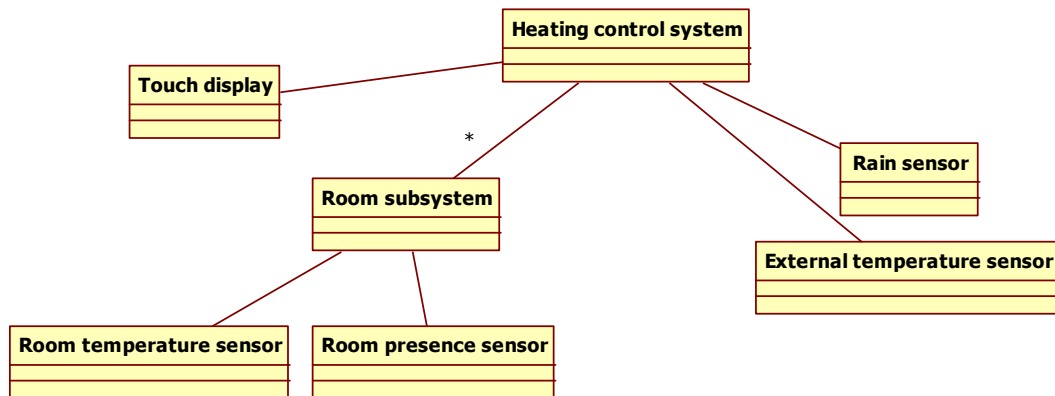 Heating control system
Touch display
*
Rain sensor
Room subsystem
External temperature sensor
Room temperature sensor
Room presence sensor